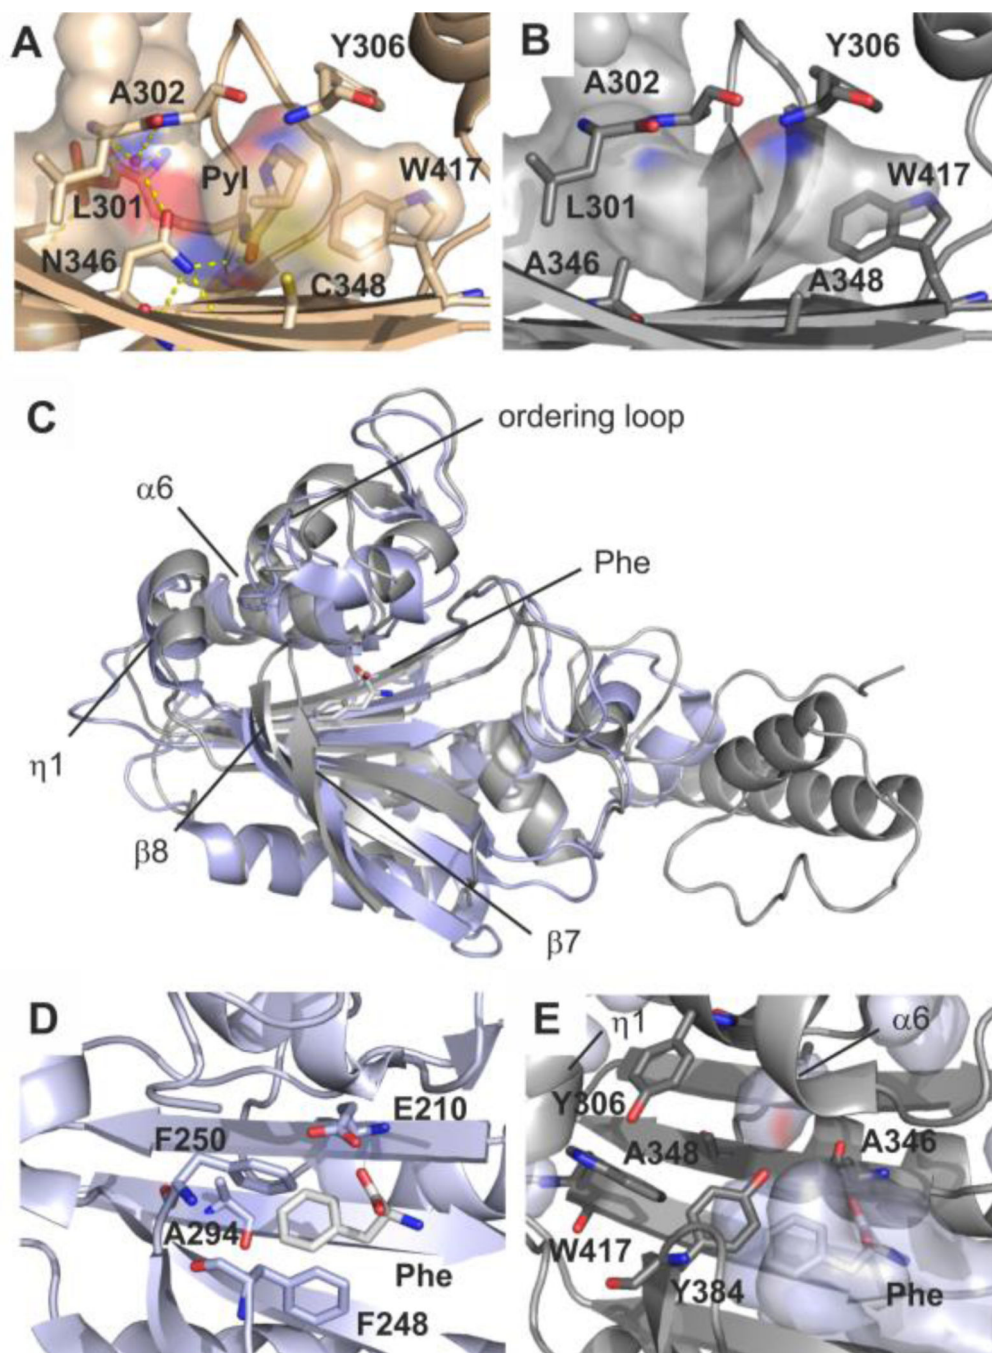 A
Y306
A302
Pyl
W417
L301
N346
C348
B
Y306
A302
W417
L301
A346
A348
C
ordering loop
α6
Phe
η1
β8
β7
D
E210
F250
A294
Phe
F248
E
η1
α6
Y306
A348
A346
W417
Y384
Phe